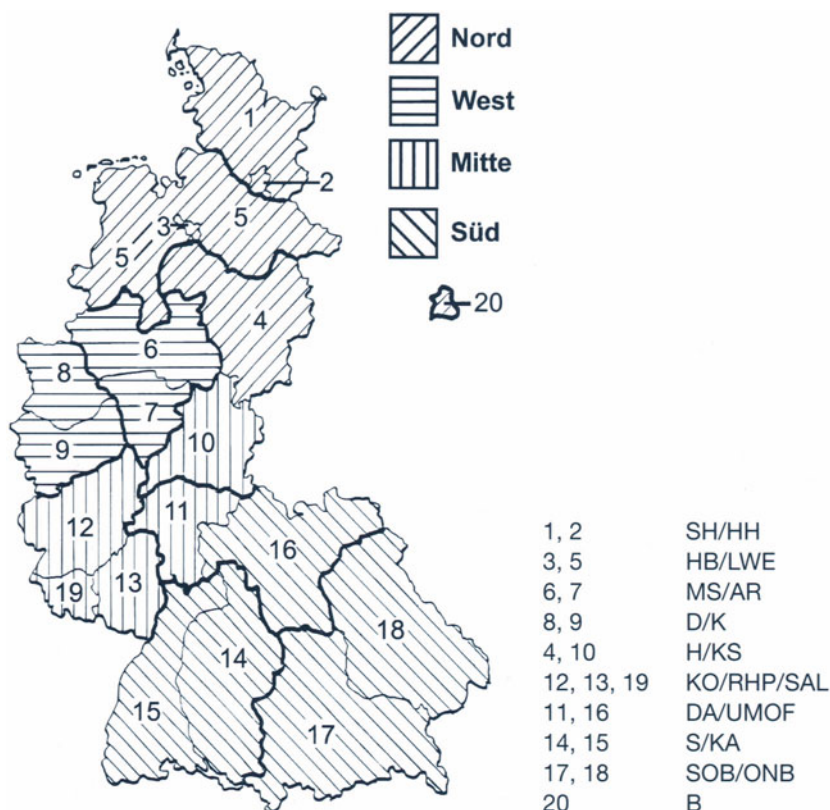 Nord
West
Mitte
Süd
20
1
2
3
5
5
4
6
8
7
9
10
12
11
13
19
16
18
14
15
17
1, 2 SH/HH
3, 5 HB/LWE
6, 7 MS/AR
8, 9 D/K
4, 10 H/KS
12, 13, 19 KO/RHP/SAL
11, 16 DA/UMOF
14, 15 S/KA
17, 18 SOB/ONB
20 B